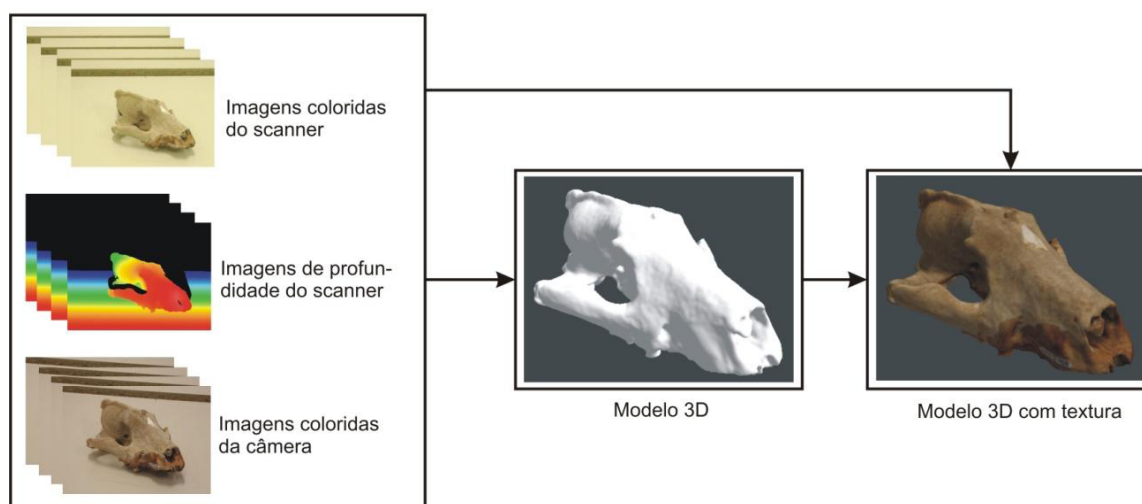 Imagens coloridas
do scanner
Imagens de profun-
didade do scanner
Imagens coloridas
da câmera
Modelo 3D
Modelo 3D com textura